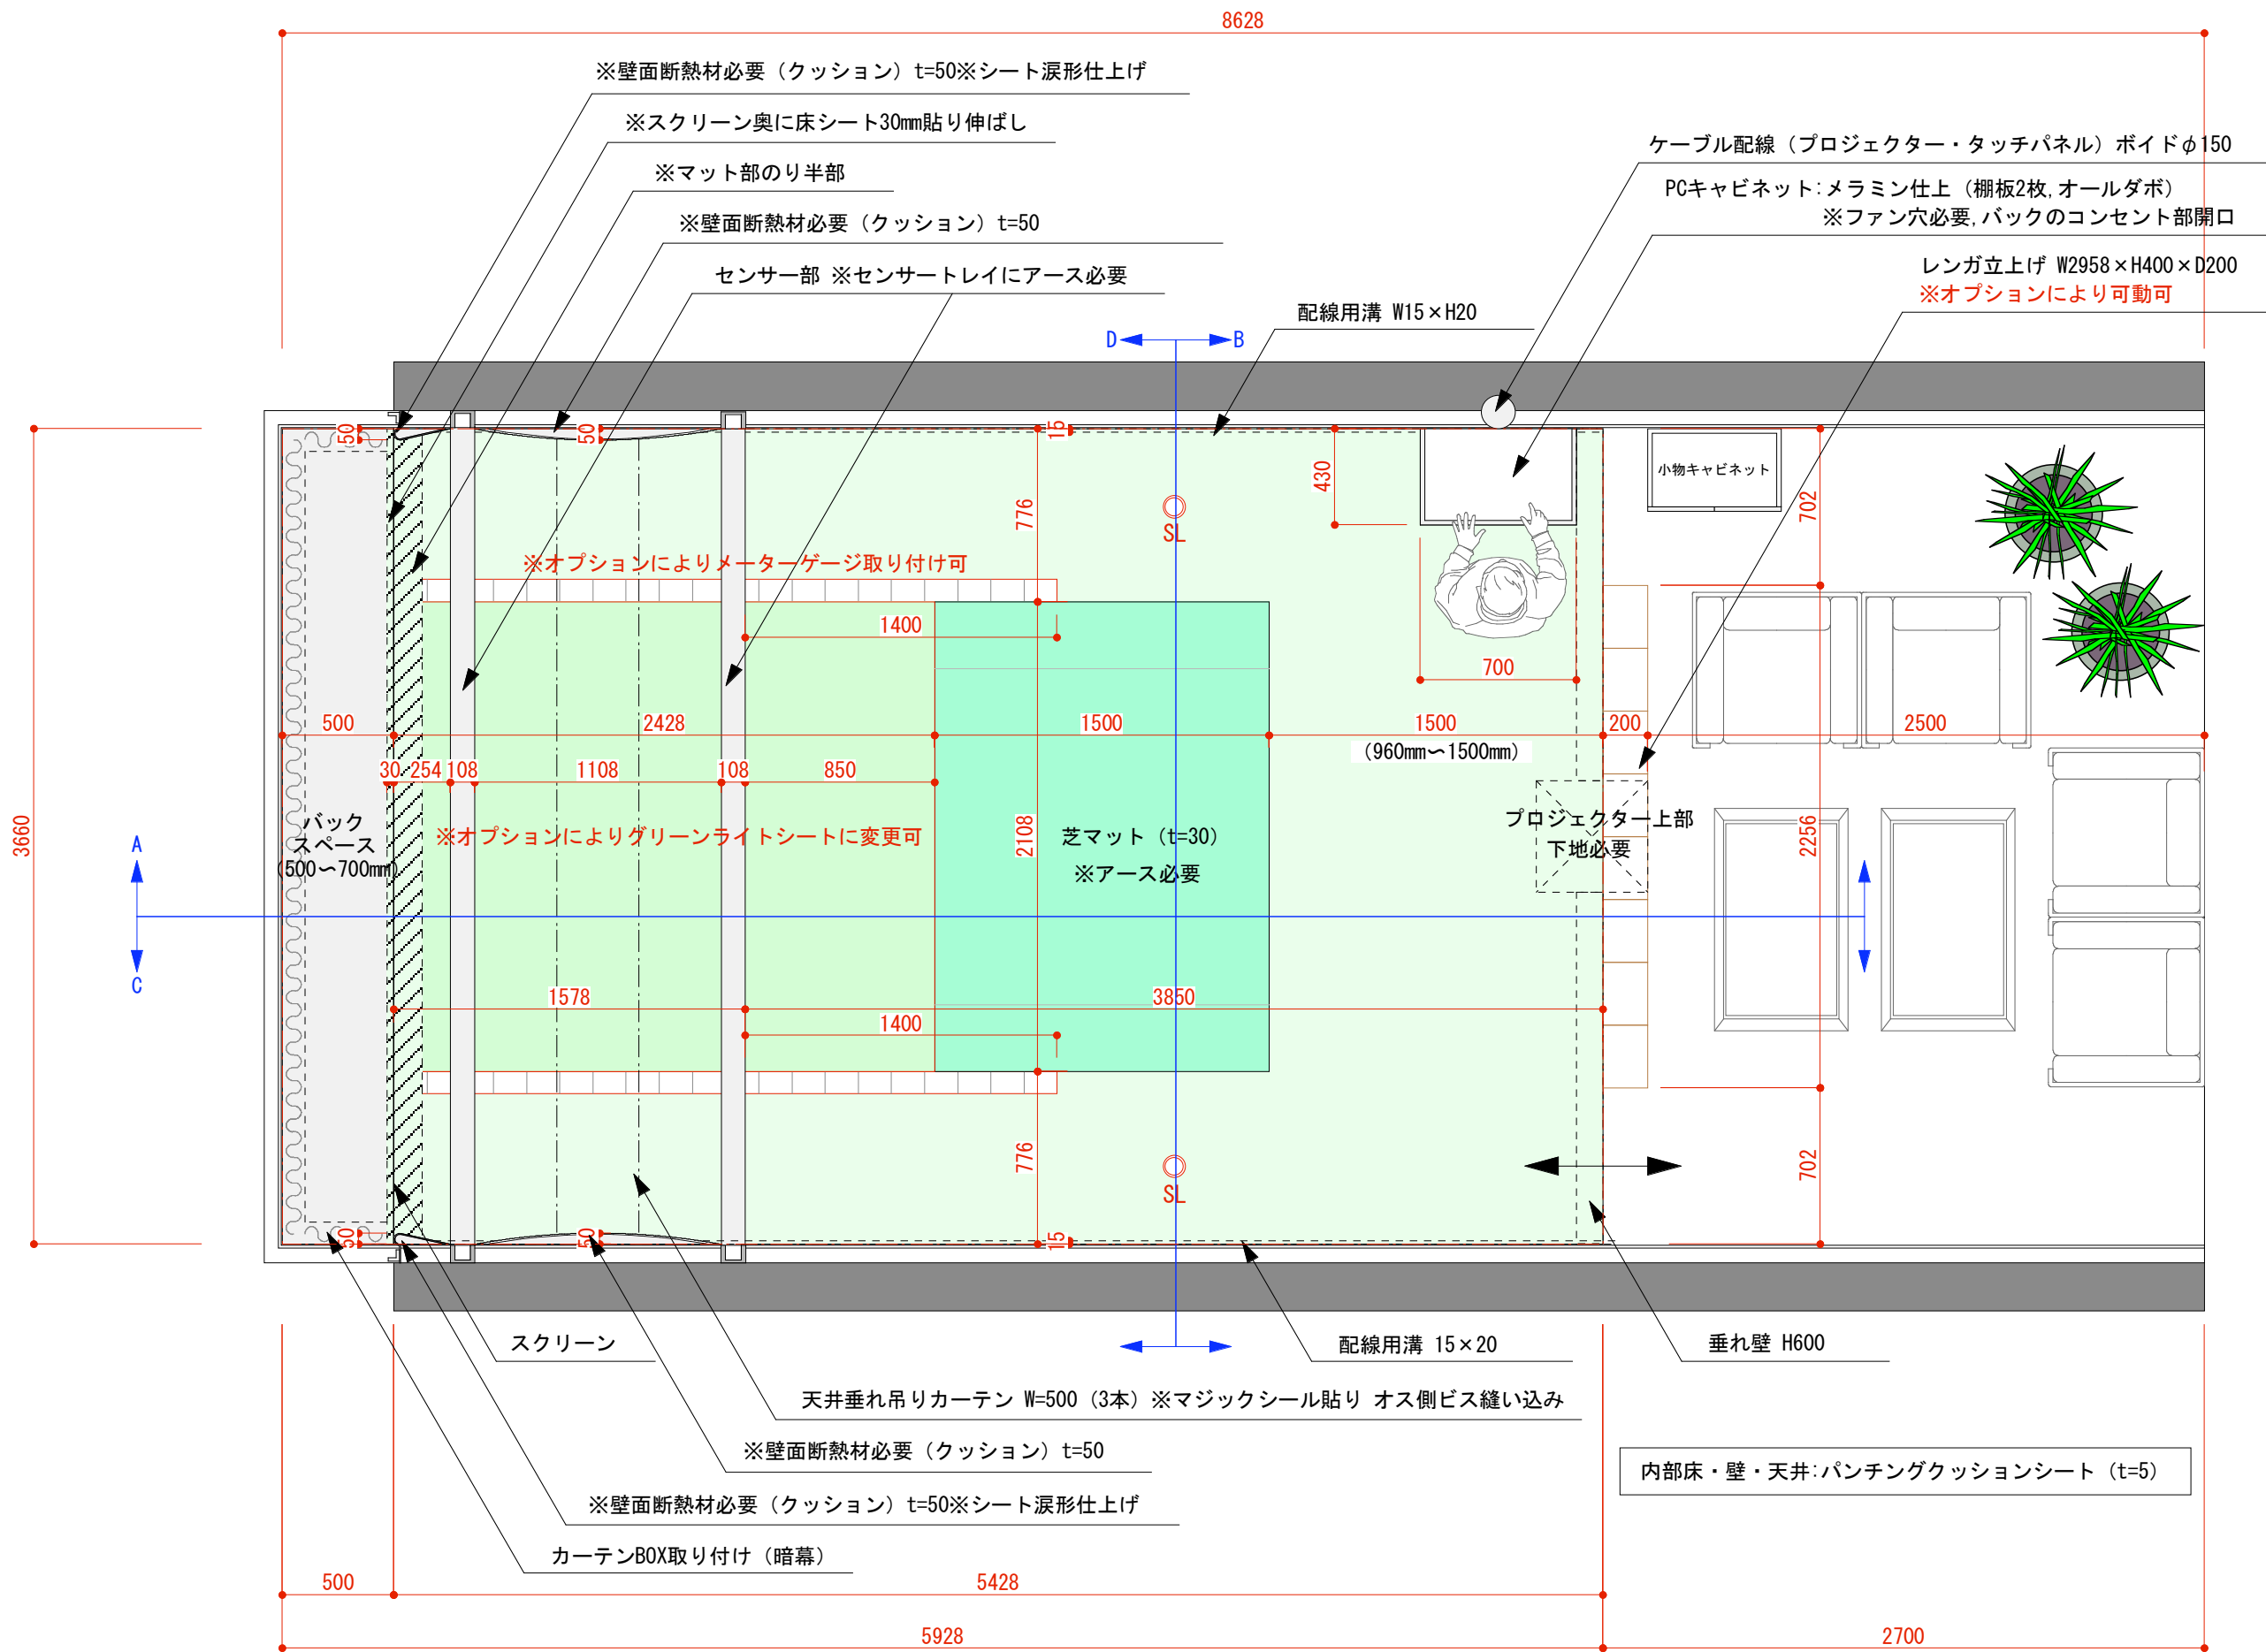 8628
※壁面断熱材必要（クッション）t=50※シート涙形仕上げ
※スクリーン奥に床シート30mm貼り伸ばし
※マット部のり半部
※壁面断熱材必要（クッション）t=50
センサー部 ※センサートレイにアース必要
ケーブル配線（プロジェクター・タッチパネル）ボイドφ150
PCキャビネット:メラミン仕上（棚板2枚,オールダボ）
※ファン穴必要,バックのコンセント部開口
レンガ立上げ W2958×H400×D200
※オプションにより可動可
配線用溝 W15×H20
D
B
50
50
15
小物キャビネット
430
776
702
SL
※オプションによりメーターゲージ取り付け可
1400
700
500
2428
1500
1500
200
2500
（960mm〜1500mm）
30
254
108
1108
108
850
3660
バック
スペース
(500〜700mm)
※オプションによりグリーンライトシートに変更可
2108
芝マット（t=30）
※アース必要
プロジェクター上部
下地必要
2256
A
C
1578
3850
1400
776
702
SL
50
50
15
スクリーン
配線用溝 15×20
垂れ壁 H600
天井垂れ吊りカーテン W=500（3本）※マジックシール貼り オス側ビス縫い込み
※壁面断熱材必要（クッション）t=50
内部床・壁・天井:パンチングクッションシート（t=5）
※壁面断熱材必要（クッション）t=50※シート涙形仕上げ
カーテンBOX取り付け（暗幕）
500
5428
5928
2700